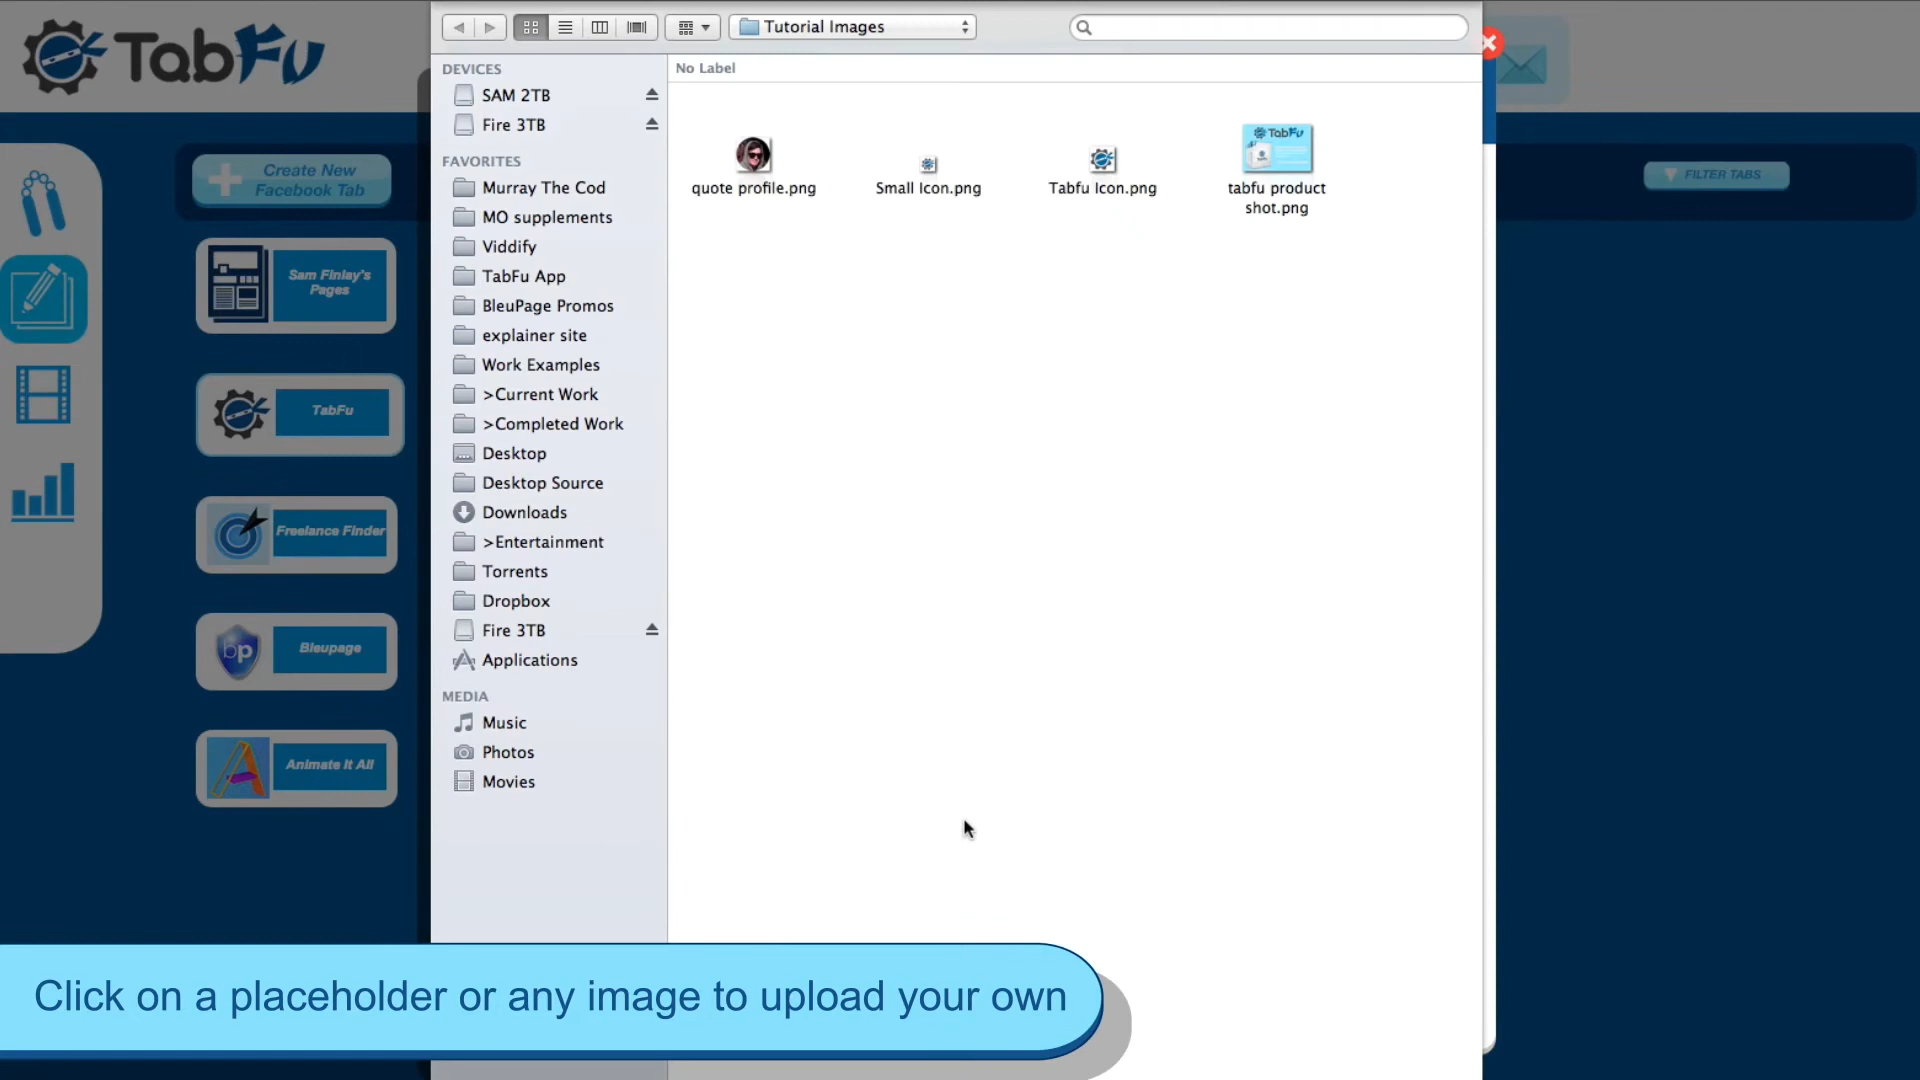 TabFu
Tutorial Images
DEVICES
SAM 2TB
Fire 3TB
FAVORITES
Murray The Cod
MO supplements
Viddify
TabFu App
BleuPage Promos
explainer site
Work Examples
>Current Work
>Completed Work
Desktop
Desktop Source
Downloads
>Entertainment
Torrents
Dropbox
Fire 3TB
Applications
MEDIA
Music
Photos
Movies
No Label
quote profile.png
Small Icon.png
Tabfu Icon.png
TabFu
tabfu product
shot.png
Create New
Facebook Tab
Sam Finlay's
Pages
TabFu
Freelance Finder
bp
Bleupage
Animate It All
FILTER TABS
Click on a placeholder or any image to upload your own